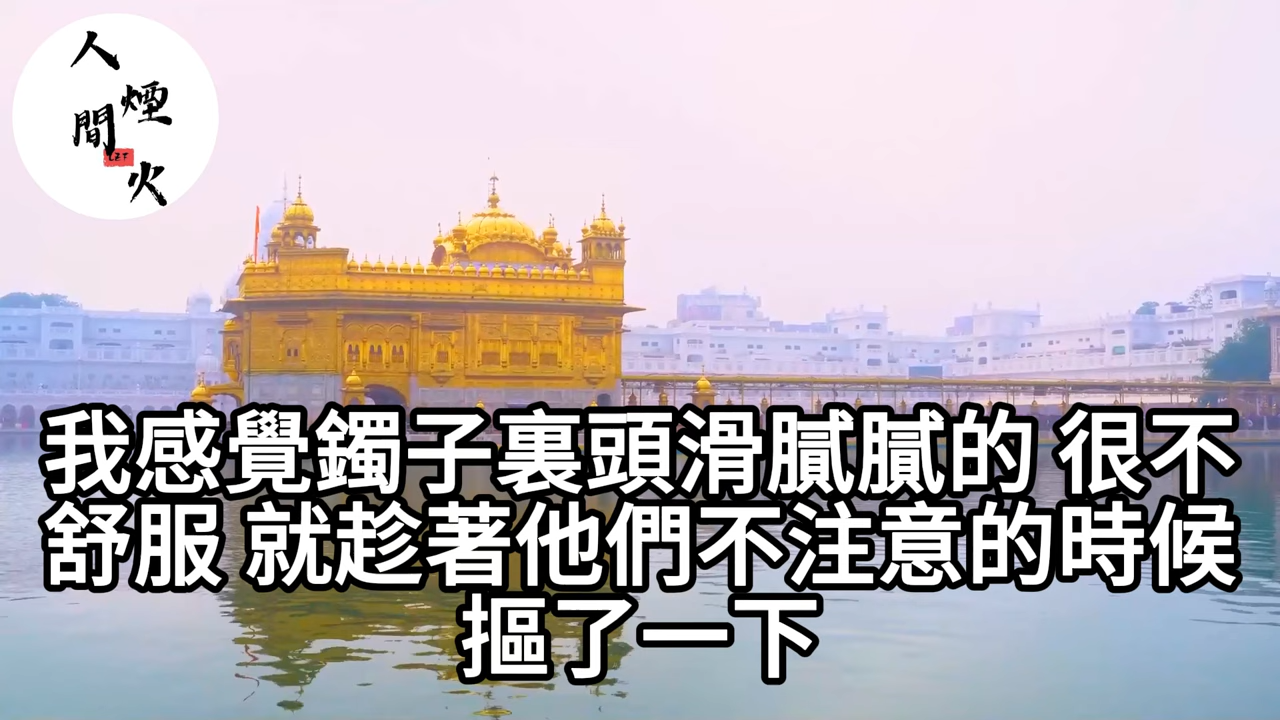 人間煙火
我感覺鐲子裏頭滑膩膩的 很不
舒服 就趁著他們不注意的時候
摳了一下